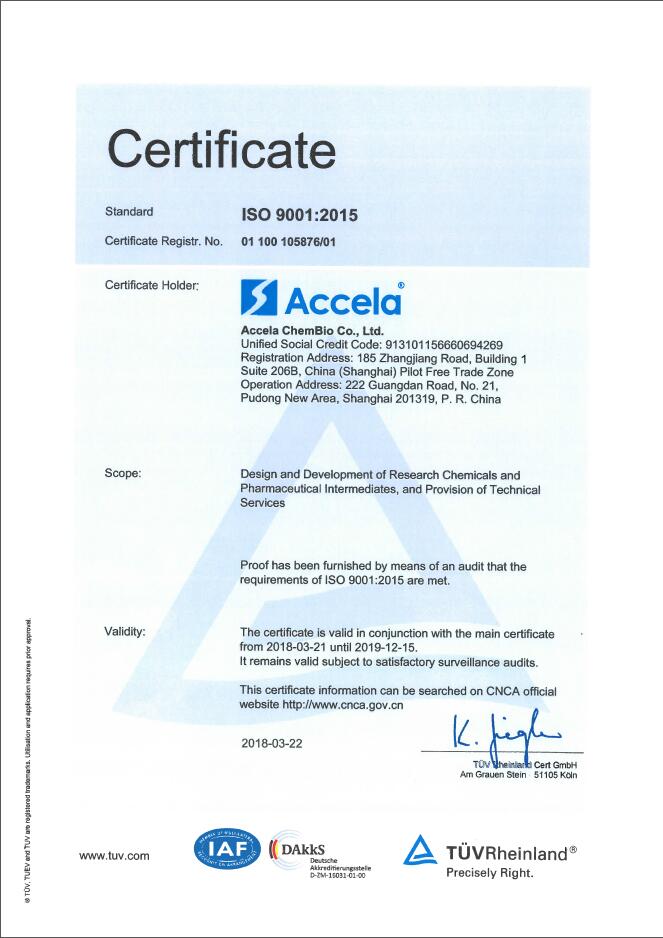 Certificate
Standard ISO 9001:2015
Certificate Registr. No. 01 100 105876/01
Certificate Holder:
Accela®
Accela ChemBio Co., Ltd.
Unified Social Credit Code: 913101156660694269
Registration Address: 185 Zhangjiang Road, Building 1
Suite 206B, China (Shanghai) Pilot Free Trade Zone
Operation Address: 222 Guangdan Road, No. 21,
Pudong New Area, Shanghai 201319, P. R. China
Scope: Design and Development of Research Chemicals and
Pharmaceutical Intermediates, and Provision of Technical
Services
Proof has been furnished by means of an audit that the
requirements of ISO 9001:2015 are met.
Validity: The certificate is valid in conjunction with the main certificate
from 2018-03-21 until 2019-12-15.
It remains valid subject to satisfactory surveillance audits.
This certificate information can be searched on CNCA official
website http://www.cnca.gov.cn
2018-03-22
TÜV Rheinland Cert GmbH
Am Grauen Stein · 51105 Köln
® TÜV, TUEV and TUV are registered trademarks. Utilisation and application requires prior approval.
www.tuv.com
MEMBER OF MULTILATERAL
IAF
RECOGNITION ARRANGEMENT
DAkkS
Deutsche
Akkreditierungsstelle
D-ZM-16031-01-00
TÜVRheinland®
Precisely Right.